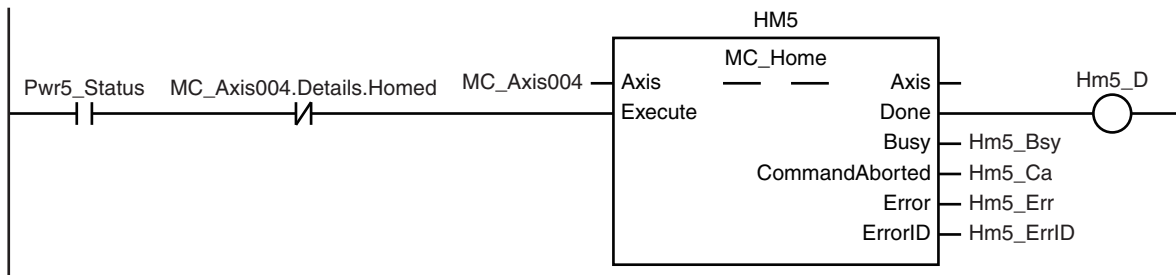 HM5
MC_Home
Pwr5_Status MC_Axis004.Details.Homed MC_Axis004 Axis Axis Hm5_D
Execute Done
Busy Hm5_Bsy
CommandAborted Hm5_Ca
Error Hm5_Err
ErrorID Hm5_ErrID